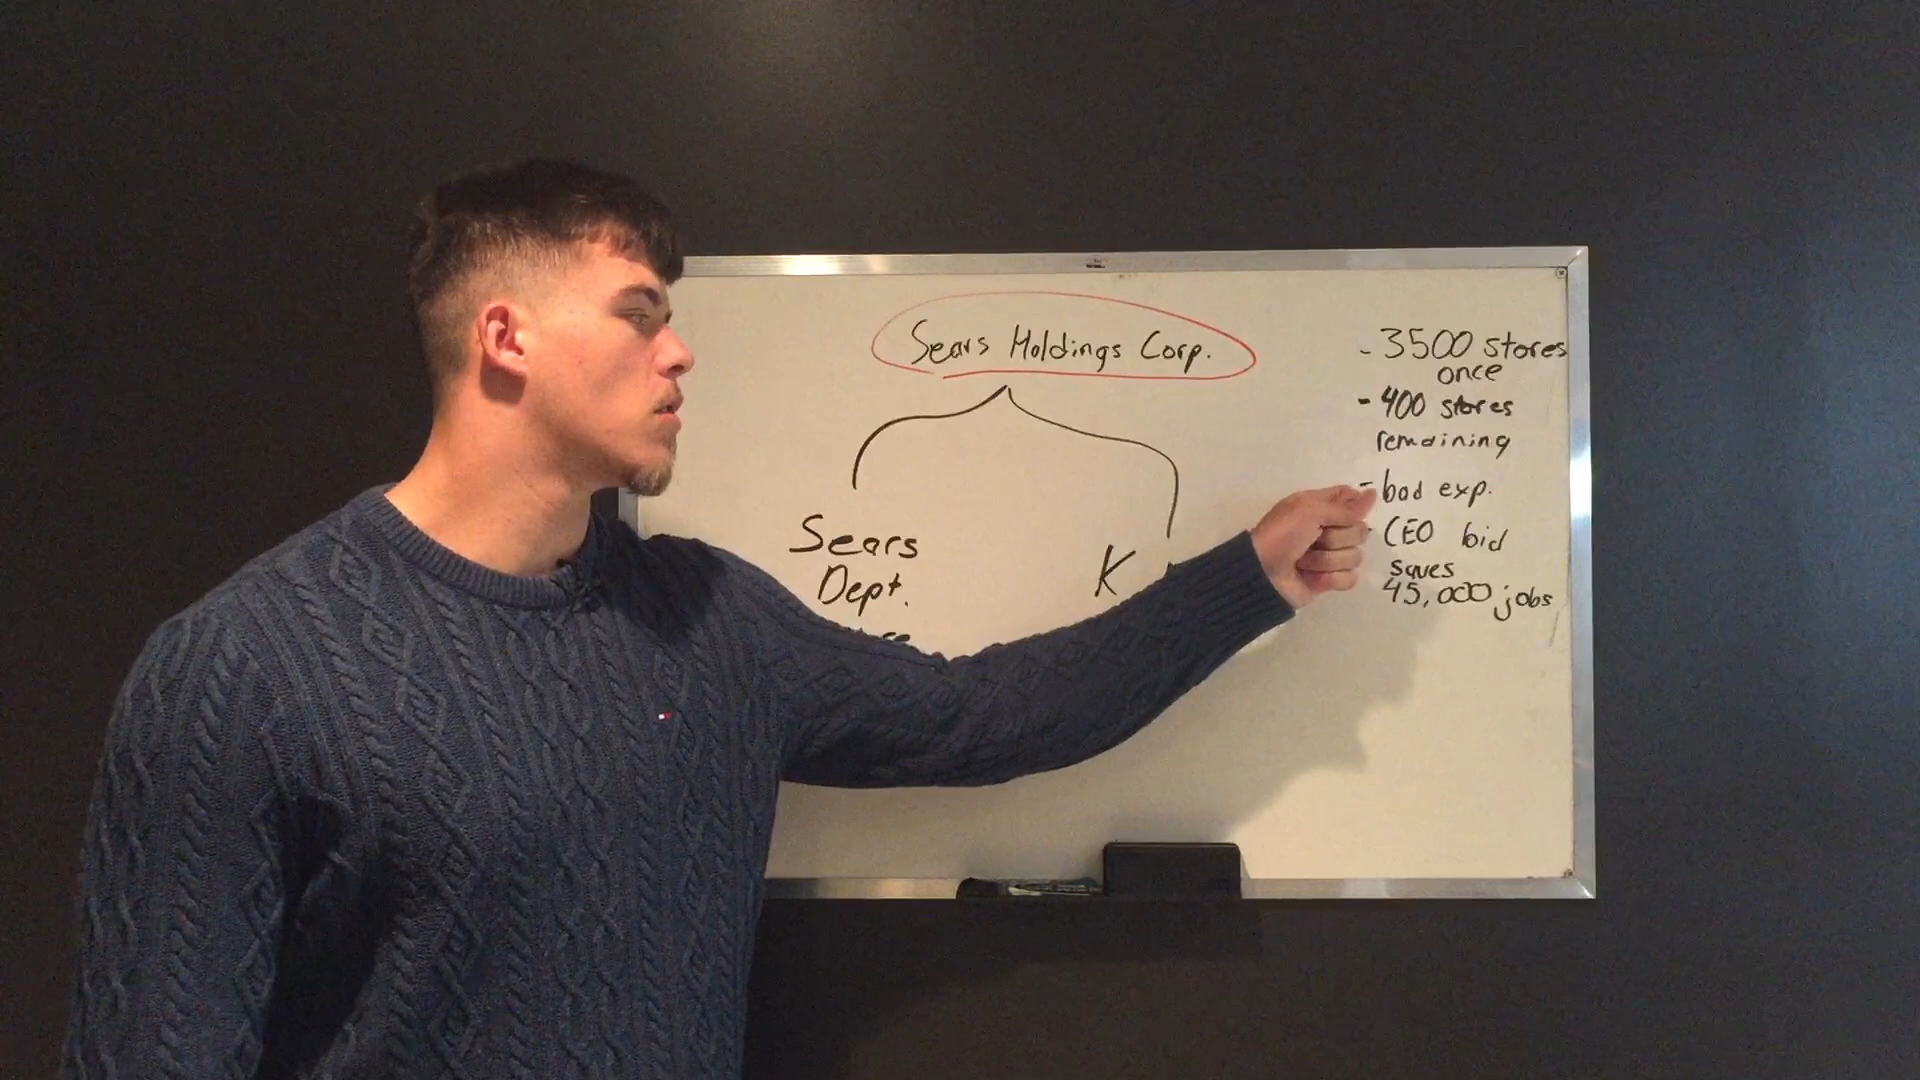 Sears Holdings Corp.
Sears
Dept.
K
- 3500 stores
once
- 400 stores
remaining
- bad exp.
- CEO bid
saves
45,000 jobs